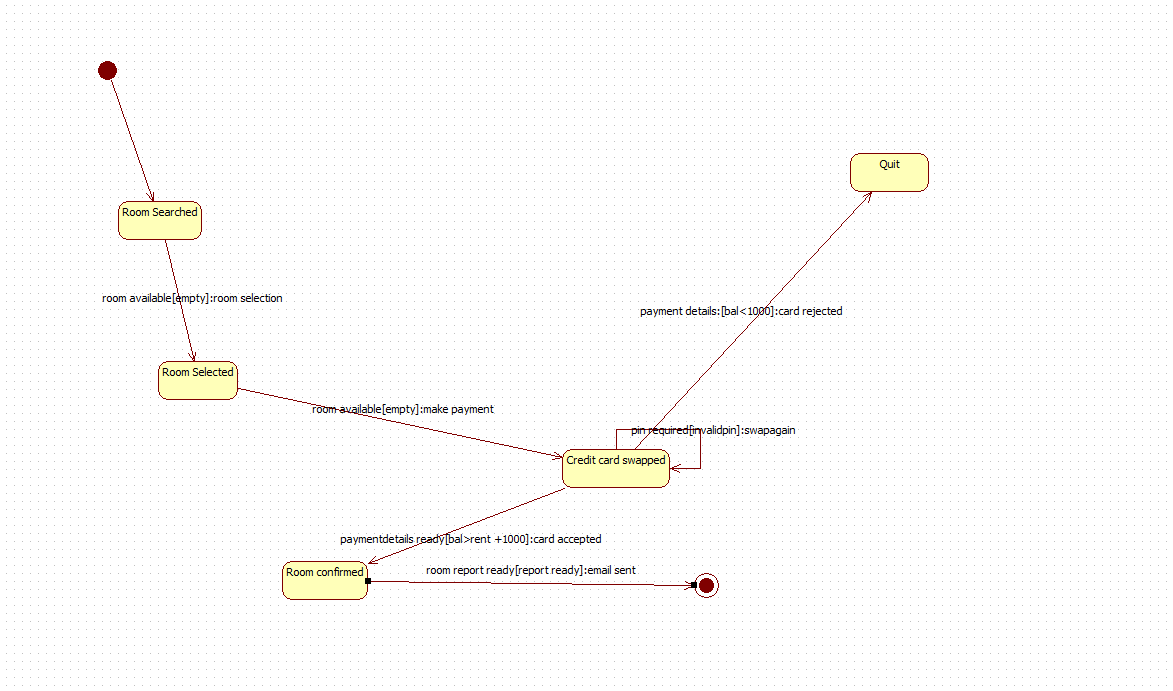 Quit
Room Searched
room available[empty]:room selection
payment details:[bal<1000]:card rejected
Room Selected
room available[empty]:make payment
pin required[invalidpin]:swapagain
Credit card swapped
paymentdetails ready[bal>rent +1000]:card accepted
Room confirmed
room report ready[report ready]:email sent